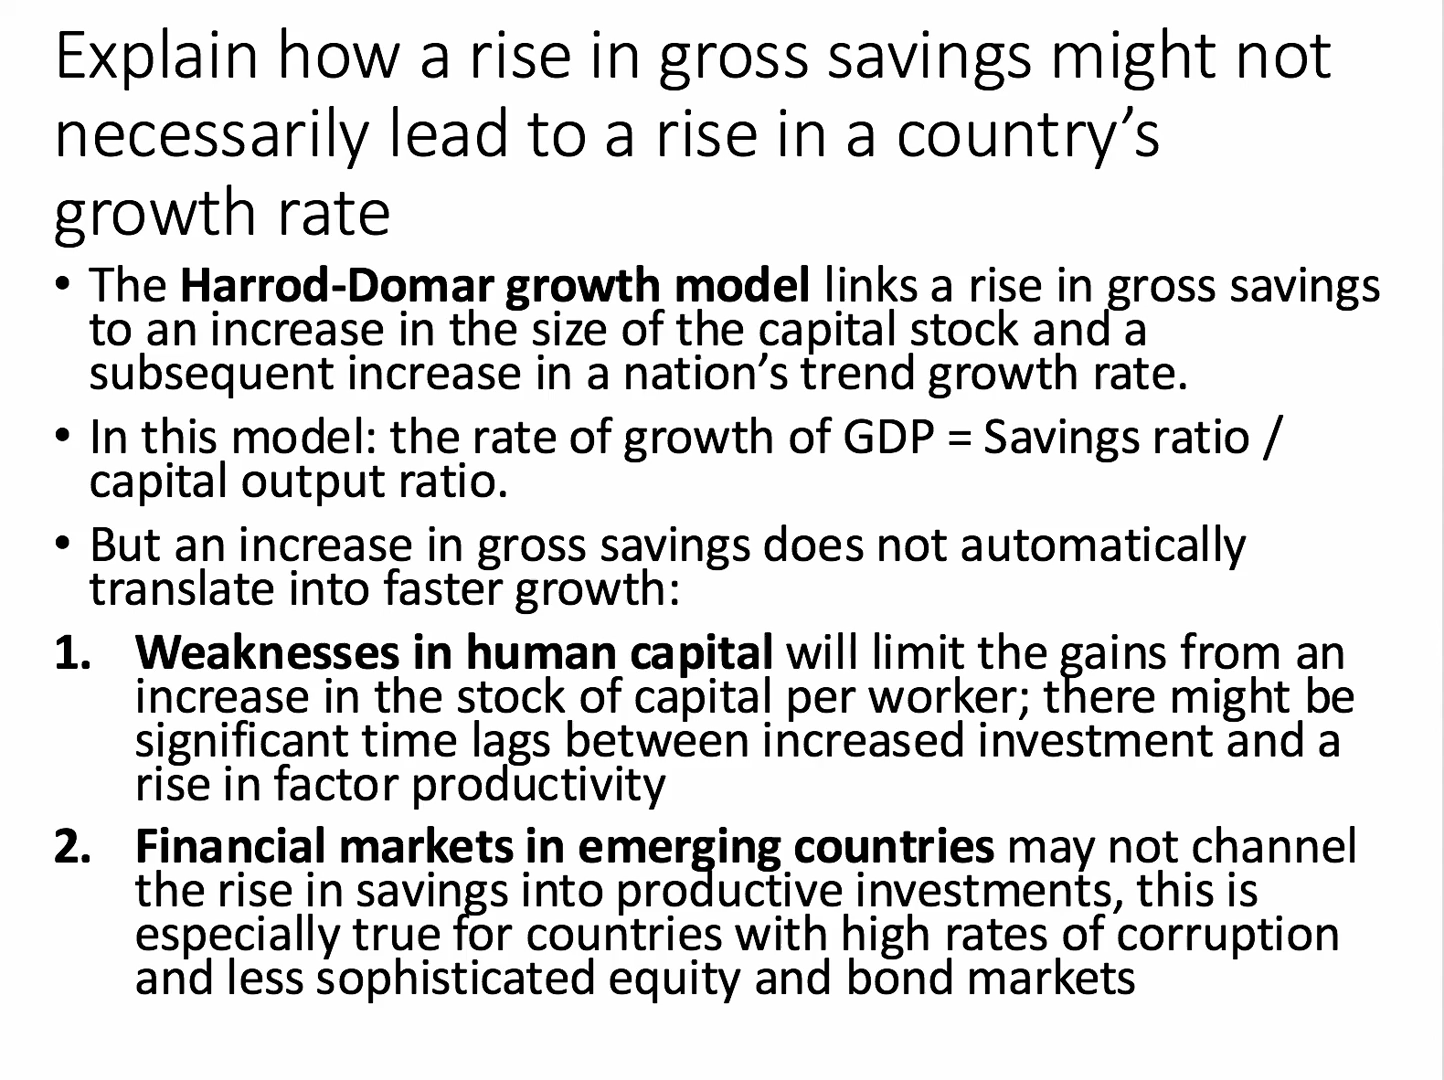 Explain how a rise in gross savings might not
necessarily lead to a rise in a country’s
growth rate
• The Harrod-Domar growth model links a rise in gross savings
to an increase in the size of the capital stock and a
subsequent increase in a nation’s trend growth rate.
• In this model: the rate of growth of GDP = Savings ratio /
capital output ratio.
• But an increase in gross savings does not automatically
translate into faster growth:
1. Weaknesses in human capital will limit the gains from an
increase in the stock of capital per worker; there might be
significant time lags between increased investment and a
rise in factor productivity
2. Financial markets in emerging countries may not channel
the rise in savings into productive investments, this is
especially true for countries with high rates of corruption
and less sophisticated equity and bond markets